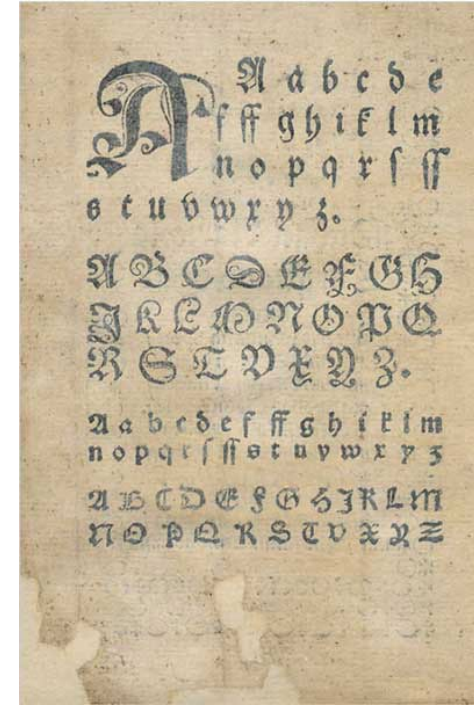 A A a b c d e
f ff g h i k l m
n o p q r ſ ſſ
s t u v w x y z.
A B C D E F G H
J K L M N O P Q
R S T V X Y Z.
A a b c d e f ff g h i k l m
n o p q r ſ ſſ s t u v w x y z
A B C D E F G H J K L M
N O P Q R S T V X Y Z